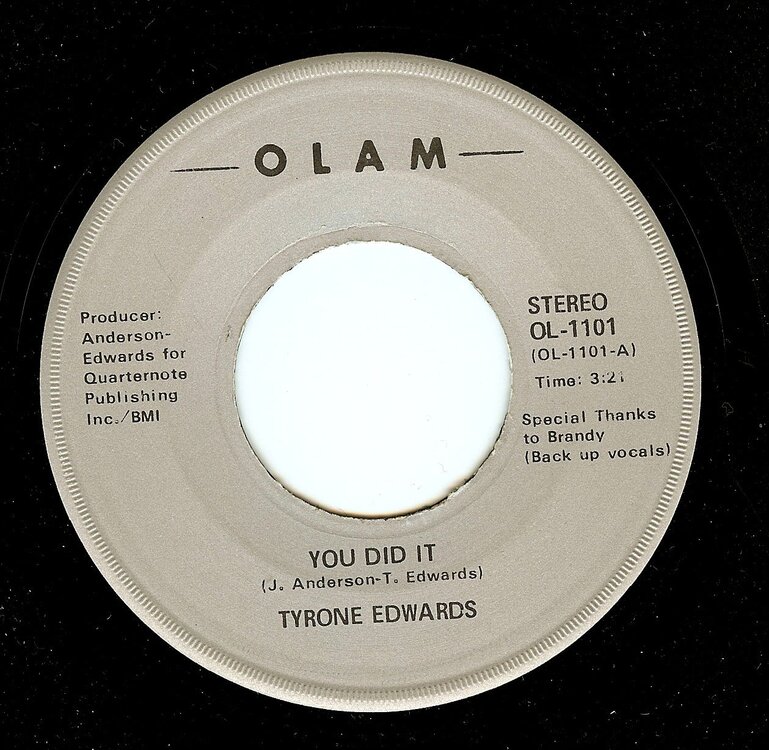 OLAM
Producer:
Anderson-
Edwards for
Quarternote
Publishing
Inc./BMI
STEREO
OL-1101
(OL-1101-A)
Time: 3:21
Special Thanks
to Brandy
(Back up vocals)
YOU DID IT
(J. Anderson-T. Edwards)
TYRONE EDWARDS